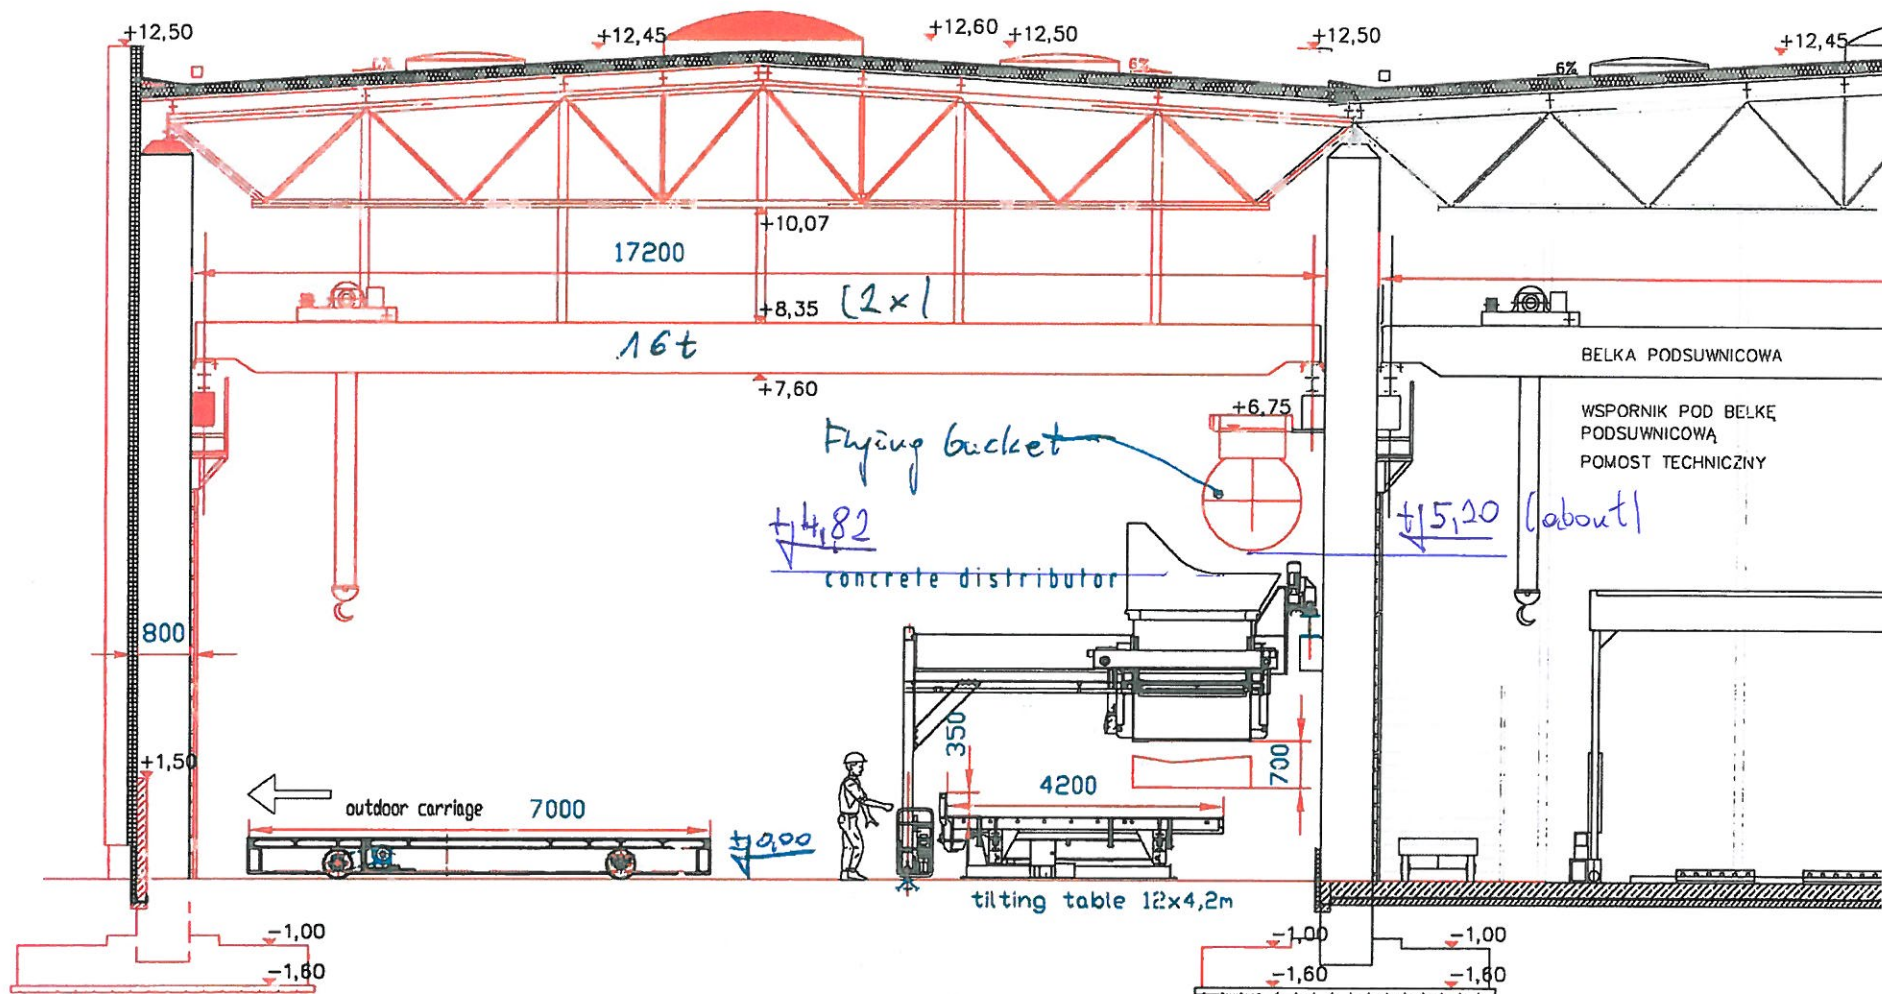 +12,50
+12,45
+12,60
+12,50
+12,50
+12,45
6%
6%
+10,07
17200
+8,35 (2x)
16t
+7,60
BELKA PODSUWNICOWA
+6,75
WSPORNIK POD BELKĘ
PODSUWNICOWĄ
POMOST TECHNICZNY
Flying bucket
+4,82
+5,20 (about)
concrete distributor
800
350
700
+1,50
outdoor carriage
7000
4200
±0,00
tilting table 12x4,2m
-1,00
-1,00
-1,00
-1,60
-1,60
-1,60